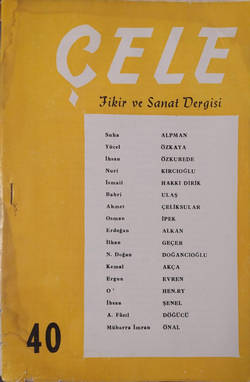 ÇELE
Fikir ve Sanat Dergisi
Suha ALPMAN
Yücel ÖZKAYA
İhsan ÖZKUREDE
Nuri KIRCIOĞLU
İsmail HAKKI DİRİK
Bahri ULAŞ
Ahmet ÇELİKSULAR
Osman İPEK
Erdoğan ALKAN
İlhan GEÇER
N. Doğan DOĞANCIOĞLU
Kemal AKÇA
Ergun EVREN
O' HEN.RY
İhsan ŞENEL
A. Fûzil DÖĞÜCÜ
Mübarra İmran ÖNAL
40